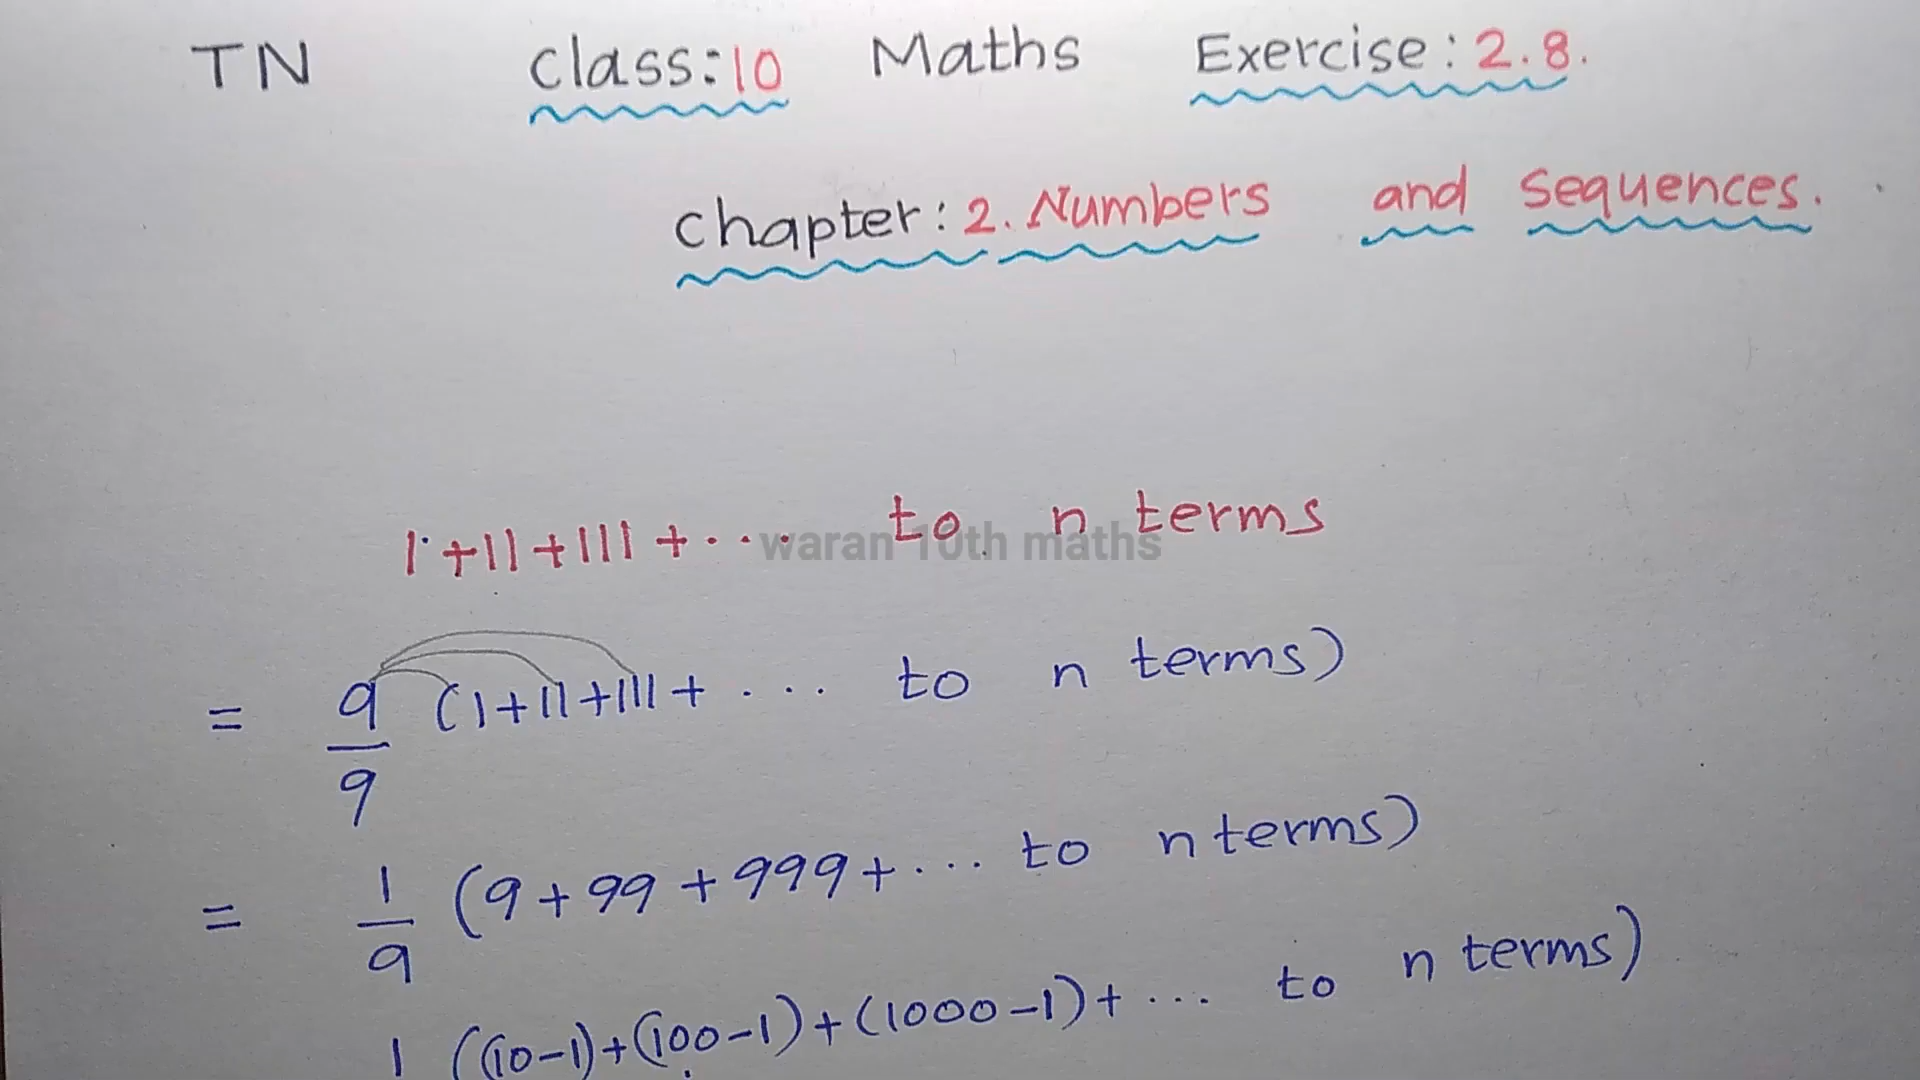 TN Class:10 Maths Exercise: 2.8.
Chapter: 2. Numbers and Sequences.
1+11+111+... to n terms
waran 10th maths
= 9/9 (1+11+111+ ... to n terms)
= 1/9 (9+99+999+... to n terms)
1 ((10-1)+(100-1)+(1000-1)+ ... to n terms)